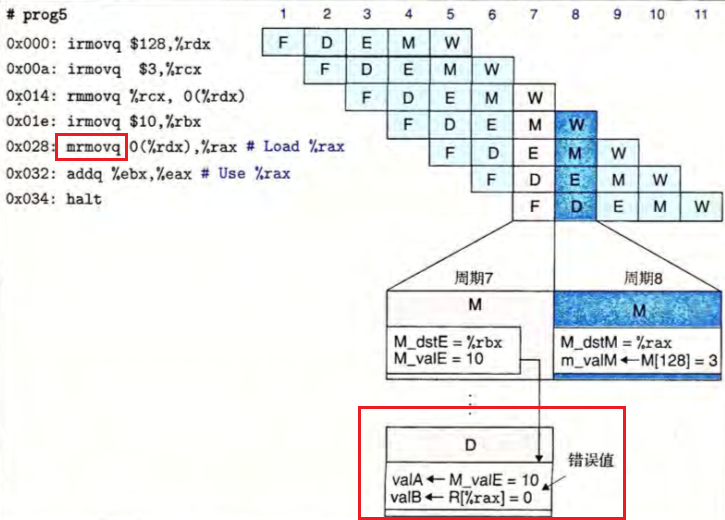 # prog5
1 2 3 4 5 6 7 8 9 10 11
0x000: irmovq $128,%rdx F D E M W
0x00a: irmovq $3,%rcx F D E M W
0x014: rmmovq %rcx, 0(%rdx) F D E M W
0x01e: irmovq $10,%rbx F D E M W
0x028: mrmovq 0(%rdx),%rax # Load %rax F D E M W
0x032: addq %ebx,%eax # Use %rax F D E M W
0x034: halt F D E M W
周期7 周期8
M M
M_dstE = %rbx M_dstM = %rax
M_valE = 10 m_valM ← M[128] = 3
⋮
D
错误值
valA ← M_valE = 10
valB ← R[%rax] = 0